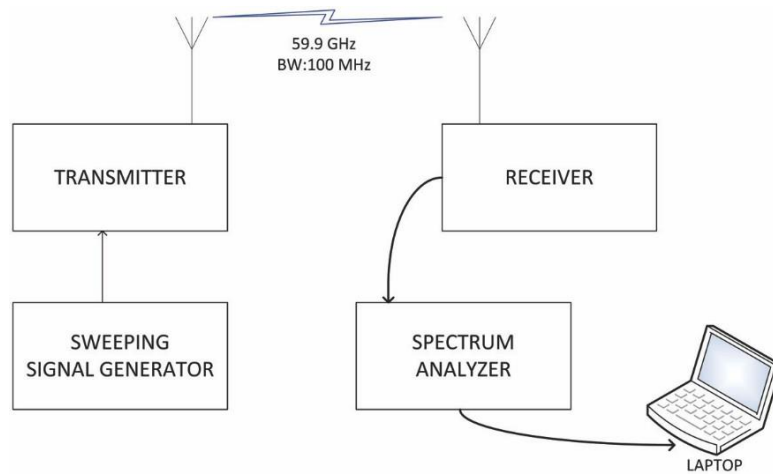 59.9 GHz
BW:100 MHz
TRANSMITTER
RECEIVER
SWEEPING
SIGNAL GENERATOR
SPECTRUM
ANALYZER
LAPTOP